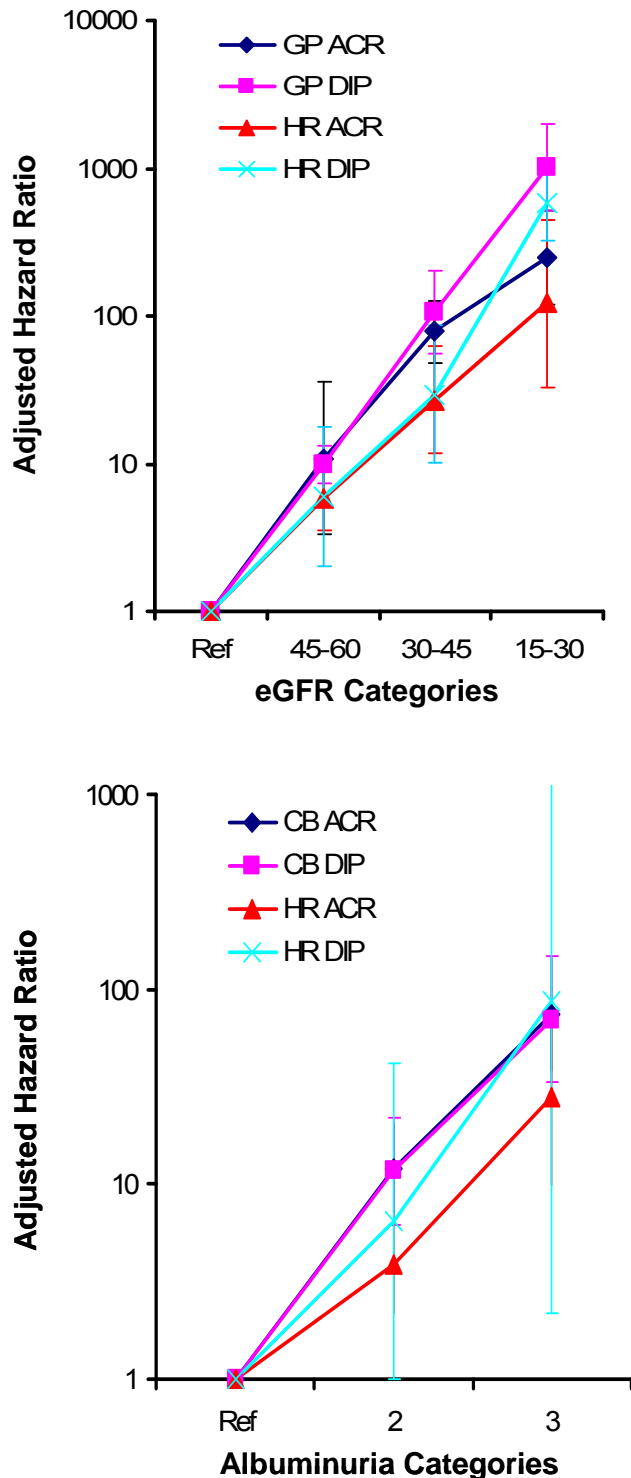 10000
1000
100
10
1
Adjusted Hazard Ratio
GP ACR
GP DIP
HR ACR
HR DIP
Ref 45-60 30-45 15-30
eGFR Categories
1000
100
10
1
Adjusted Hazard Ratio
CB ACR
CB DIP
HR ACR
HR DIP
Ref 2 3
Albuminuria Categories